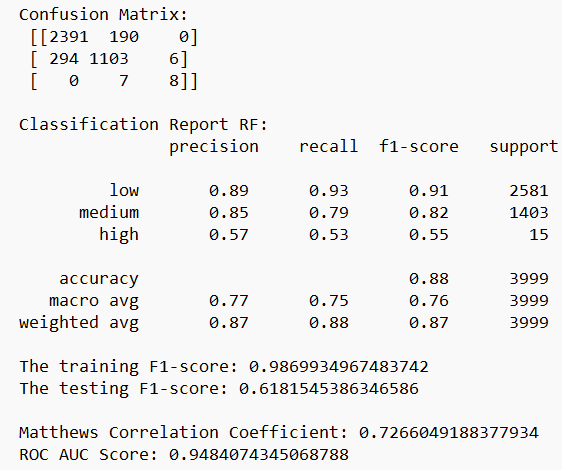 Confusion Matrix:
[[2391 190 0]
[ 294 1103 6]
[ 0 7 8]]
Classification Report RF:
precision recall f1-score support
low 0.89 0.93 0.91 2581
medium 0.85 0.79 0.82 1403
high 0.57 0.53 0.55 15
accuracy 0.88 3999
macro avg 0.77 0.75 0.76 3999
weighted avg 0.87 0.88 0.87 3999
The training F1-score: 0.9869934967483742
The testing F1-score: 0.6181545386346586
Matthews Correlation Coefficient: 0.7266049188377934
ROC AUC Score: 0.9484074345068788